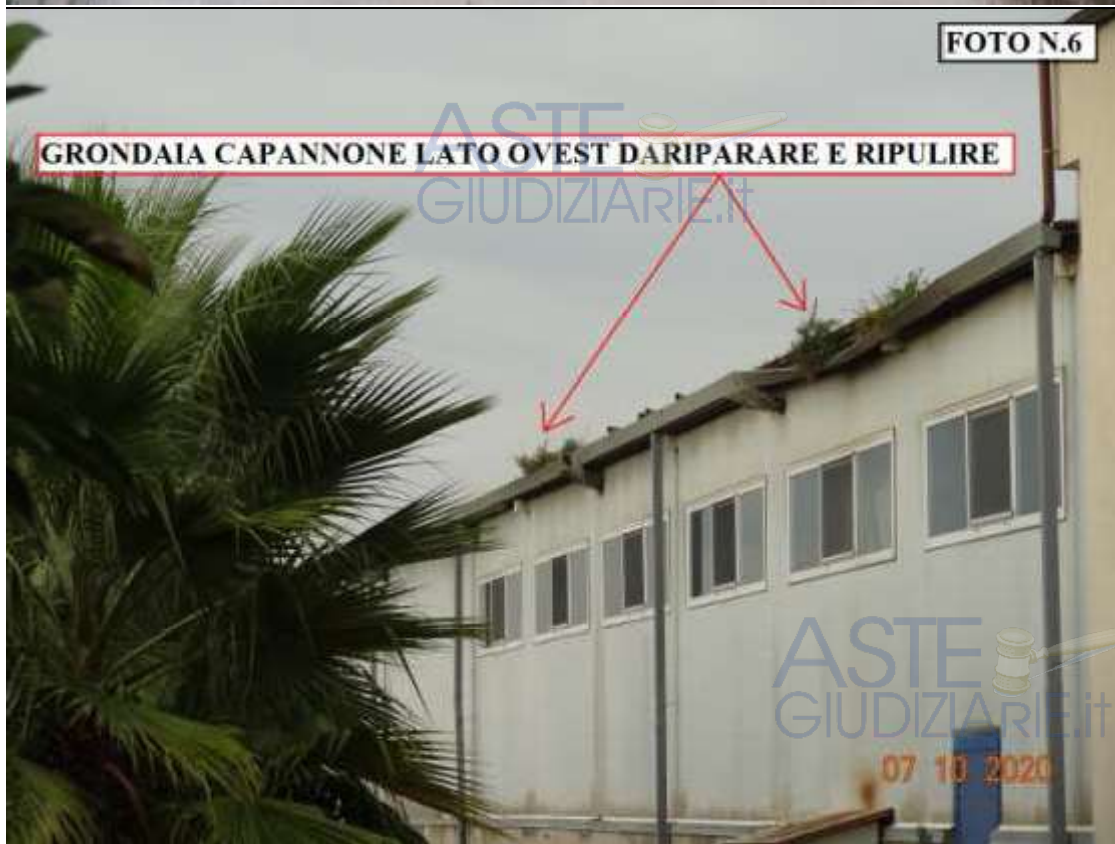 FOTO N.6
GRONDAIA CAPANNONE LATO OVEST DARIPARARE E RIPULIRE
ASTE
GIUDIZIARIE.it
ASTE
GIUDIZIARIE.it
07 10 2020